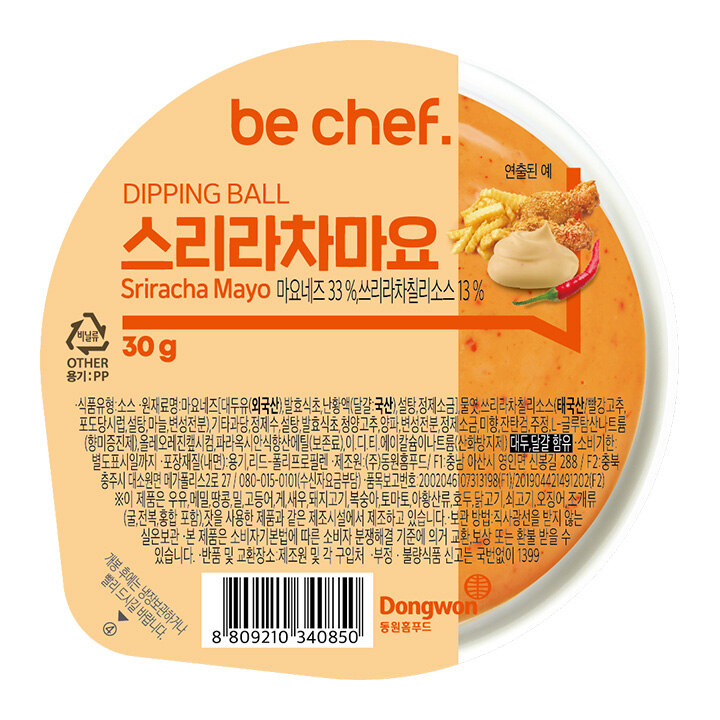 be chef.
연출된 예
DIPPING BALL
스리라차마요
Sriracha Mayo 마요네즈 33 %,쓰리라차칠리소스 13 %
30 g
비닐류
OTHER
용기:PP
·식품유형:소스 ·원재료명:마요네즈[대두유(외국산),발효식초,난황액(달걀:국산),설탕,정제소금],물엿,쓰리라차칠리소스(태국산)(빨강고추,
포도당시럽,설탕,마늘,변성전분),기타과당,정제수,설탕,발효식초,청양고추,양파,변성전분,정제소금,미향,잔탄검,주정,L-글루탐산나트륨
(향미증진제),올레오레진캡시컴,파라옥시안식향산에틸(보존료),이.디.티.에이칼슘이나트륨(산화방지제) 대두,달걀 함유 ·소비기한:
별도표시일까지 ·포장재질(내면):용기,리드-폴리프로필렌 ·제조원:(주)동원홈푸드/F1:충남 아산시 영인면 신봉길 288 / F2:충북
충주시 대소원면 메가폴리스2로 27 / 080-015-0101(수신자요금부담) ·품목보고번호:2002046107313198(F1),20190442149120​2(F2)
※이 제품은 우유,메밀,땅콩,밀,고등어,게,새우,돼지고기,복숭아,토마토,아황산류,호두,닭고기,쇠고기,오징어,조개류
(굴,전복,홍합 포함),잣을 사용한 제품과 같은 제조시설에서 제조하고 있습니다.·보관 방법:직사광선을 받지 않는
실온보관 ·본 제품은 소비자기본법에 따른 소비자 분쟁해결 기준에 의거 교환,보상 또는 환불 받을 수
있습니다. ·반품 및 교환장소:제조원 및 각 구입처 ·부정·불량식품 신고는 국번없이 1399
개봉 후에는 냉장보관하거나
빨리 드시길 바랍니다.
④
8 809210 340850
Dongwon
동원홈푸드